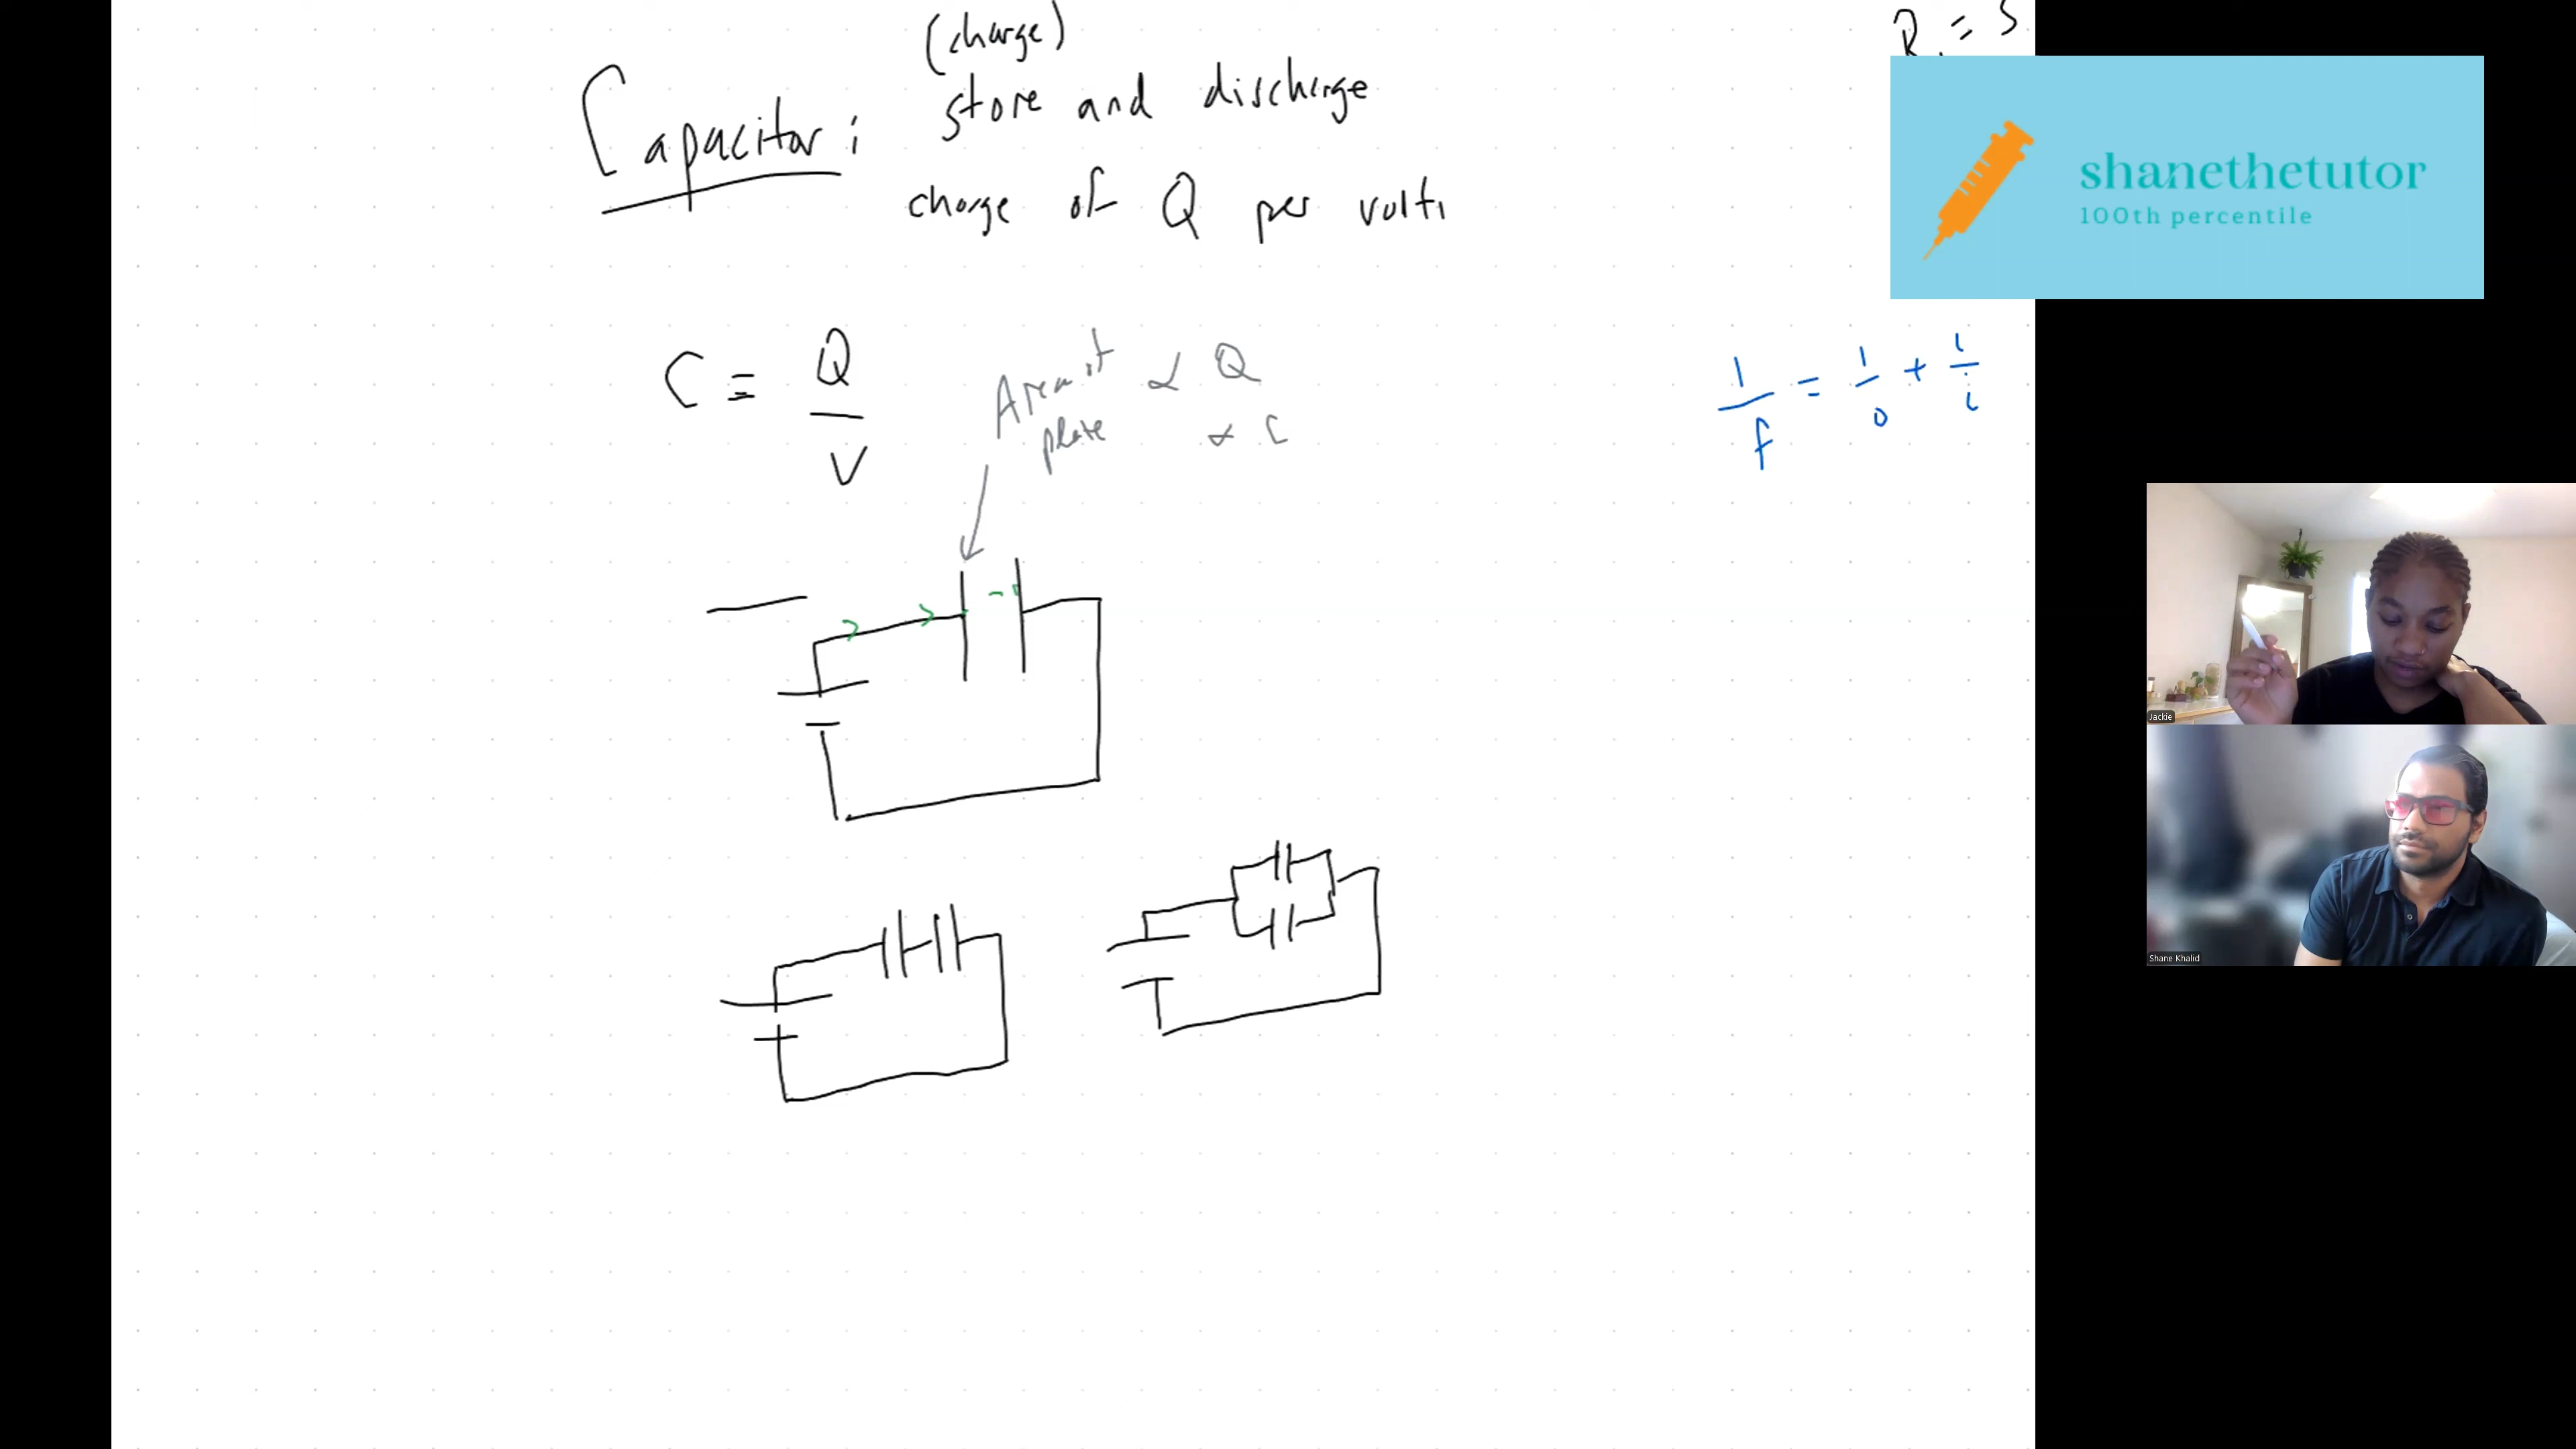 (charge)
Capacitor: store and discharge
charge of Q per volt
R, = 5
shanethetutor
100th percentile
C = Q
V
Area of plate ∝ Q
∝ C
1/f = 1/o + 1/i
Jackie
Shane Khalid